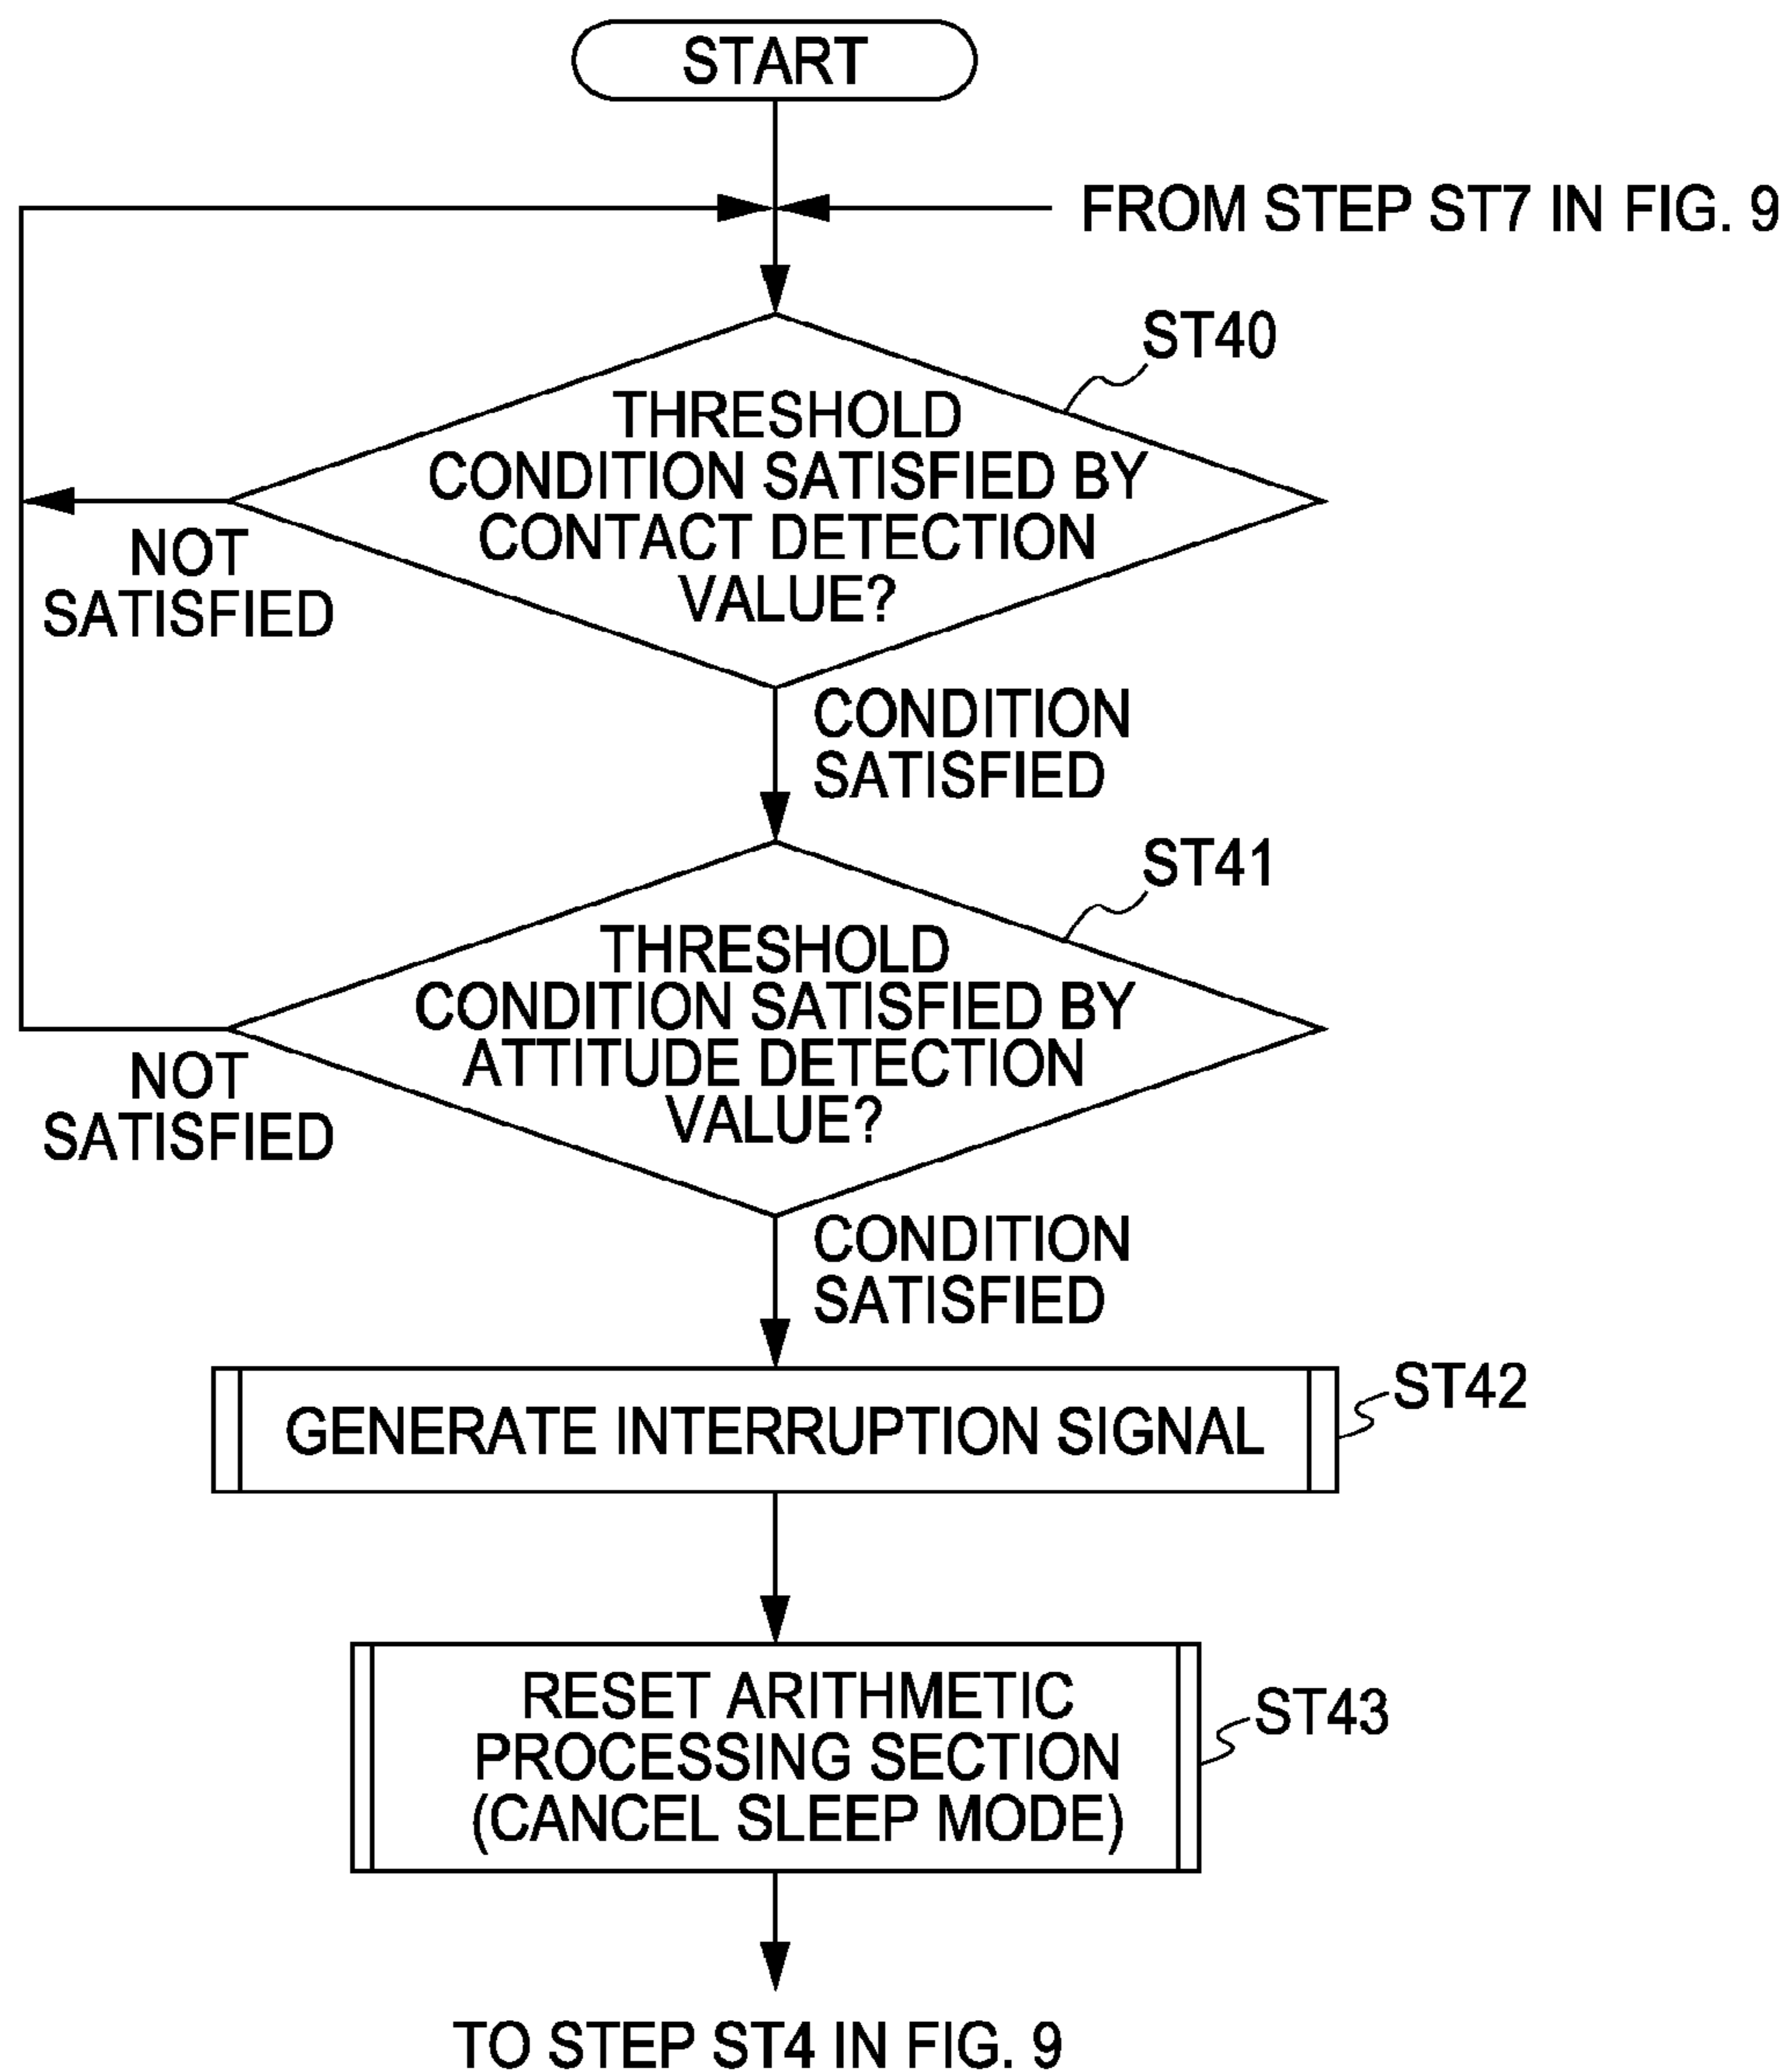 START
FROM STEP ST7 IN FIG. 9
ST40
THRESHOLD
CONDITION SATISFIED BY
CONTACT DETECTION
VALUE?
NOT
SATISFIED
CONDITION
SATISFIED
ST41
THRESHOLD
CONDITION SATISFIED BY
ATTITUDE DETECTION
VALUE?
NOT
SATISFIED
CONDITION
SATISFIED
ST42
GENERATE INTERRUPTION SIGNAL
RESET ARITHMETIC
PROCESSING SECTION
(CANCEL SLEEP MODE)
ST43
TO STEP ST4 IN FIG. 9